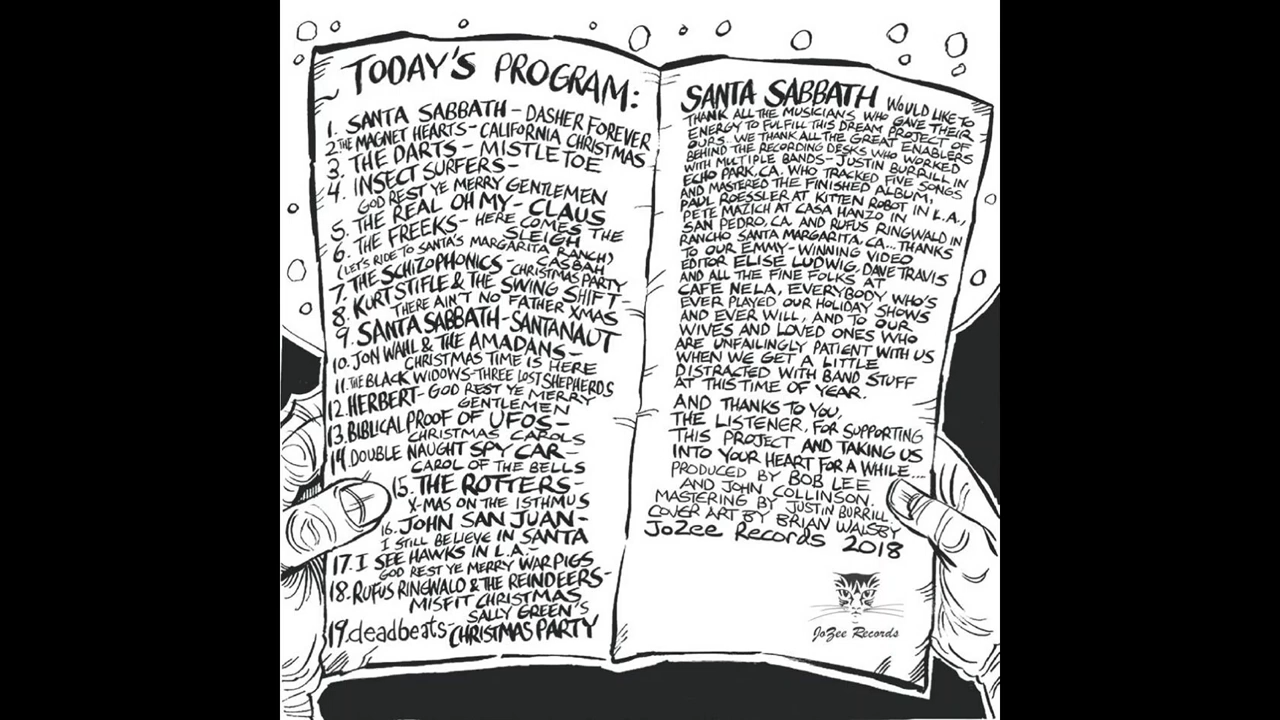 TODAY'S PROGRAM:
1. SANTA SABBATH - DASHER FOREVER
2. THE MAGNET HEARTS - CALIFORNIA CHRISTMAS
3. THE DARTS - MISTLETOE
4. INSECT SURFERS -
GOD REST YE MERRY GENTLEMEN
5. THE REAL OH MY - CLAUS
6. THE FREEKS - HERE COMES THE
SLEIGH
(LET'S RIDE TO SANTA'S MARGARITA RANCH)
7. THE SCHIZOPHONICS - CASBAH
CHRISTMAS PARTY
8. KURT STIFLE & THE SWING SHIFT
THERE AIN'T NO FATHER XMAS
9. SANTA SABBATH - SANTANAUT
10. JON WAHL & THE AMADANS -
CHRISTMAS TIME IS HERE
11. THE BLACK WIDOWS - THREE LOST SHEPHERDS
12. HERBERT - GOD REST YE MERRY
GENTLEMEN
13. BIBLICAL PROOF OF UFOS -
CHRISTMAS CAROLS
14. DOUBLE NAUGHT SPY CAR -
CAROL OF THE BELLS
15. THE ROTTERS -
X-MAS ON THE ISTHMUS
16. JOHN SAN JUAN -
I STILL BELIEVE IN SANTA
17. I SEE HAWKS IN L.A. -
GOD REST YE MERRY WAR PIGS
18. RUFUS RINGWALD & THE REINDEERS -
MISFIT CHRISTMAS
19. deadbeats - SALLY GREEN'S
CHRISTMAS PARTY
SANTA SABBATH WOULD LIKE TO
THANK ALL THE MUSICIANS WHO GAVE THEIR
ENERGY TO FULFILL THIS DREAM PROJECT OF
OURS. WE THANK ALL THE GREAT ENABLERS
BEHIND THE RECORDING DESKS WHO WORKED
WITH MULTIPLE BANDS - JUSTIN BURRILL IN
ECHO PARK, CA. WHO TRACKED FIVE SONGS
AND MASTERED THE FINISHED ALBUM,
PAUL ROESSLER AT KITTEN ROBOT IN L.A.,
PETE MAZICH AT CASA HANZO IN
SAN PEDRO, CA. AND RUFUS RINGWALD IN
RANCHO SANTA MARGARITA, CA... THANKS
TO OUR EMMY-WINNING VIDEO
EDITOR ELISE LUDWIG, DAVE TRAVIS
AND ALL THE FINE FOLKS AT
CAFE NELA, EVERYBODY WHO'S
EVER PLAYED OUR HOLIDAY SHOWS
AND EVER WILL, AND TO OUR
WIVES AND LOVED ONES WHO
ARE UNFAILINGLY PATIENT WITH US
WHEN WE GET A LITTLE
DISTRACTED WITH BAND STUFF
AT THIS TIME OF YEAR.
AND THANKS TO YOU,
THE LISTENER, FOR SUPPORTING
THIS PROJECT AND TAKING US
INTO YOUR HEART FOR A WHILE....
PRODUCED BY BOB LEE
AND JOHN COLLINSON.
MASTERING BY JUSTIN BURRILL.
COVER ART BY BRIAN WALSBY
JoZee Records 2018
JoZee Records